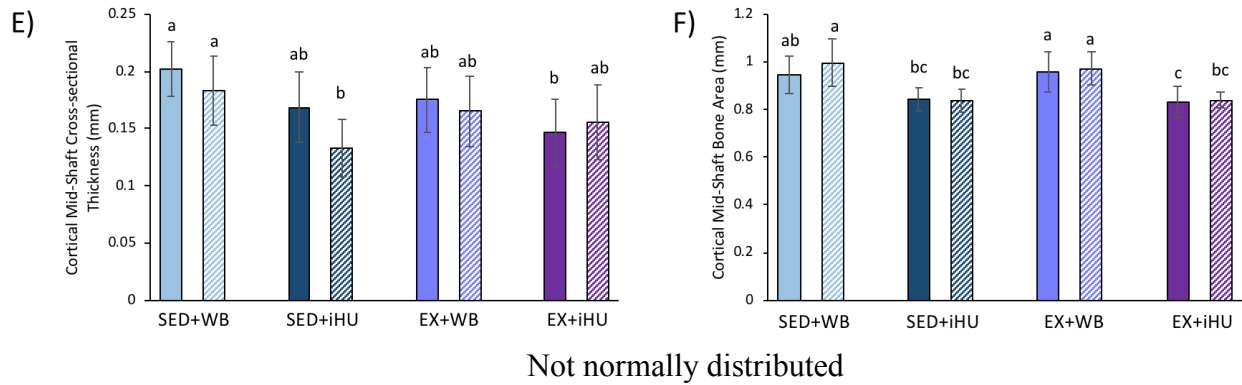 E)
Cortical Mid-Shaft Cross-sectional
Thickness (mm)
0.25
0.2
0.15
0.1
0.05
0
a
a
ab
b
ab
ab
b
ab
SED+WB
SED+iHU
EX+WB
EX+iHU
F)
Cortical Mid-Shaft Bone Area (mm)
1.2
1
0.8
0.6
0.4
0.2
0
ab
a
bc
bc
a
a
c
bc
SED+WB
SED+iHU
EX+WB
EX+iHU
Not normally distributed